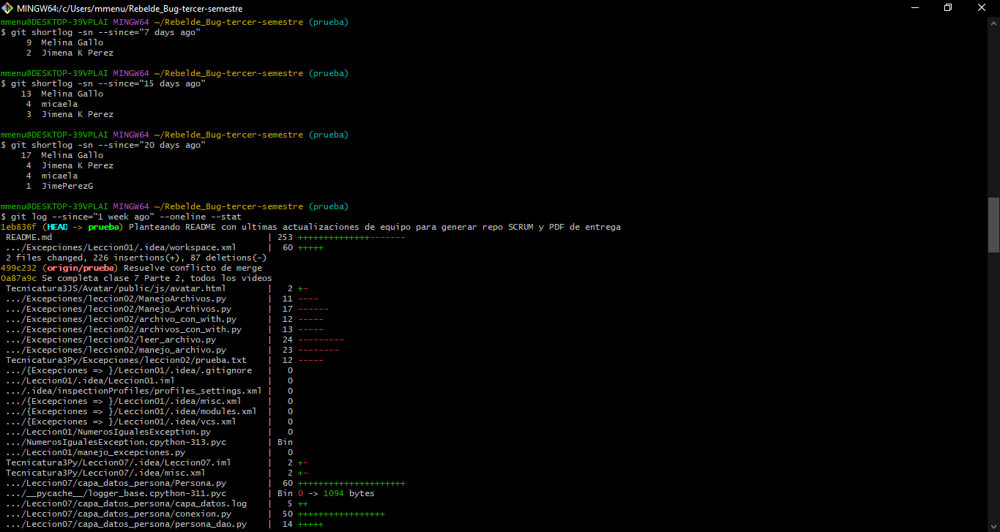 MINGW64:/c/Users/mmenu/Rebelde_Bug-tercer-semestre
mmenu@DESKTOP-39VPLAI MINGW64 ~/Rebelde_Bug-tercer-semestre (prueba)
$ git shortlog -sn --since="7 days ago"
     9  Melina Gallo
     2  Jimena K Perez

mmenu@DESKTOP-39VPLAI MINGW64 ~/Rebelde_Bug-tercer-semestre (prueba)
$ git shortlog -sn --since="15 days ago"
    13  Melina Gallo
     4  micaela
     3  Jimena K Perez

mmenu@DESKTOP-39VPLAI MINGW64 ~/Rebelde_Bug-tercer-semestre (prueba)
$ git shortlog -sn --since="20 days ago"
    17  Melina Gallo
     4  Jimena K Perez
     4  micaela
     1  JimePerezG

mmenu@DESKTOP-39VPLAI MINGW64 ~/Rebelde_Bug-tercer-semestre (prueba)
$ git log --since="1 week ago" --oneline --stat
1eb836f (HEAD -> prueba) Planteando README con ultimas actualizaciones de equipo para generar repo SCRUM y PDF de entrega
 README.md                                          | 253 ++++++++++++++-------
 .../Excepciones/Leccion01/.idea/workspace.xml      |  60 +++++
 2 files changed, 226 insertions(+), 87 deletions(-)
499c232 (origin/prueba) Resuelve conflicto de merge
0a87a9c Se completa clase 7 Parte 2, todos los videos
 Tecnicatura3JS/Avatar/public/js/avatar.html        |   2 +-
 .../Excepciones/leccion02/ManejoArchivos.py        |  11 ----
 .../Excepciones/leccion02/Manejo_Archivos.py       |  17 ------
 .../Excepciones/leccion02/archivo_con_with.py      |  12 -----
 .../Excepciones/leccion02/archivos_con_with.py     |  13 -----
 .../Excepciones/leccion02/leer_archivo.py          |  24 ---------
 .../Excepciones/leccion02/manejo_archivo.py        |  23 --------
 Tecnicatura3Py/Excepciones/leccion02/prueba.txt    |  12 -----
 .../{Excepciones => }/Leccion01/.idea/.gitignore   |   0
 .../Leccion01/.idea/Leccion01.iml                  |   0
 .../.idea/inspectionProfiles/profiles_settings.xml |   0
 .../{Excepciones => }/Leccion01/.idea/misc.xml     |   0
 .../{Excepciones => }/Leccion01/.idea/modules.xml  |   0
 .../{Excepciones => }/Leccion01/.idea/vcs.xml      |   0
 .../Leccion01/NumerosIgualesException.py           |   0
 .../NumerosIgualesException.cpython-313.pyc        | Bin
 .../Leccion01/manejo_excepciones.py                |   0
 Tecnicatura3Py/Leccion07/.idea/Leccion07.iml       |   2 +-
 Tecnicatura3Py/Leccion07/.idea/misc.xml            |   2 +-
 .../Leccion07/capa_datos_persona/Persona.py        |  60 +++++++++++++++++++++
 .../__pycache__/logger_base.cpython-311.pyc        | Bin 0 -> 1094 bytes
 .../Leccion07/capa_datos_persona/capa_datos.log    |   5 ++
 .../Leccion07/capa_datos_persona/conexion.py       |  50 +++++++++++++++++
 .../Leccion07/capa_datos_persona/persona_dao.py    |  14 +++++